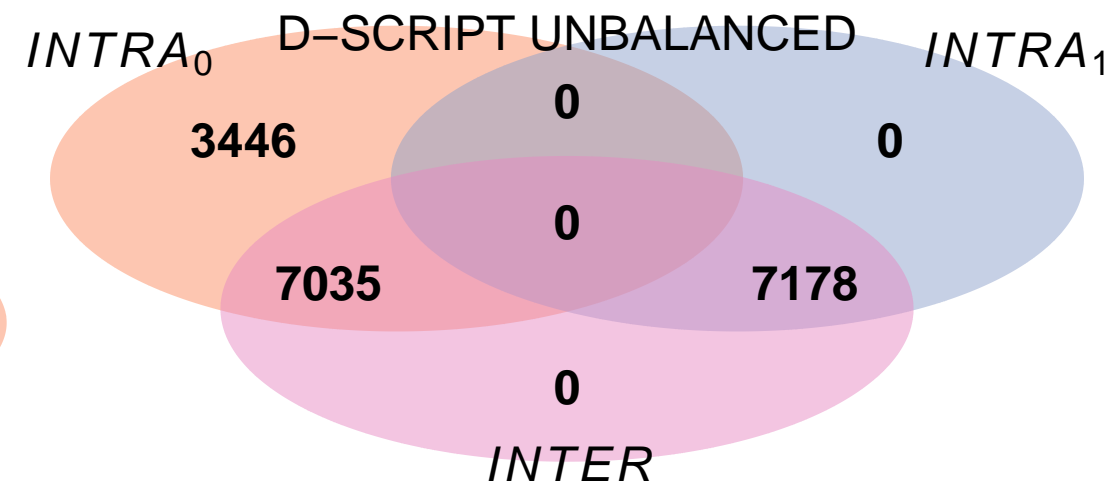 D–SCRIPT UNBALANCED
INTRA0
INTRA1
0
3446
0
0
7035
7178
0
INTER